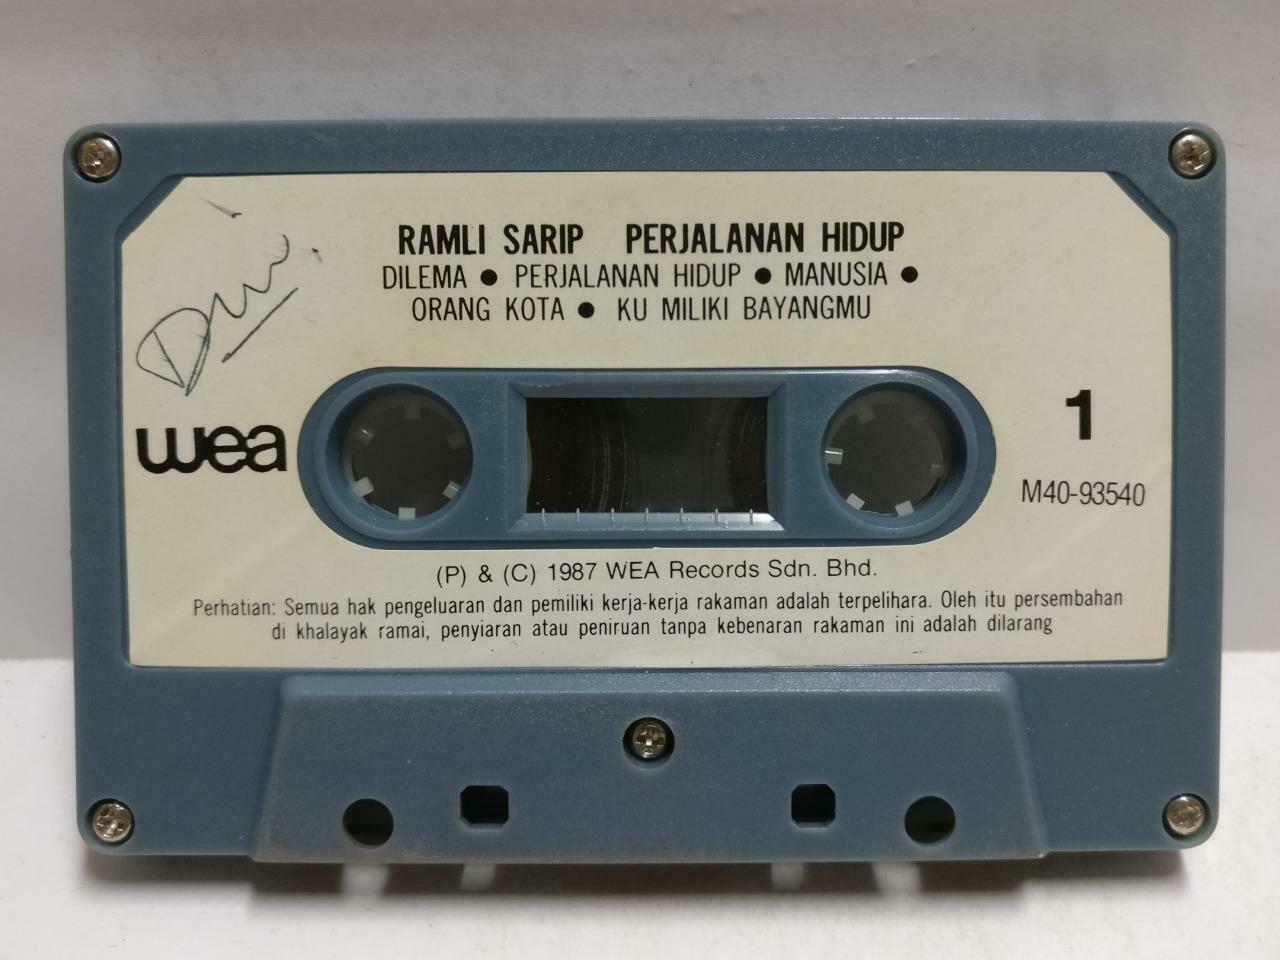 RAMLI SARIP PERJALANAN HIDUP
DILEMA ● PERJALANAN HIDUP ● MANUSIA ●
ORANG KOTA ● KU MILIKI BAYANGMU
wea
1
M40-93540
(P) & (C) 1987 WEA Records Sdn. Bhd.
Perhatian: Semua hak pengeluaran dan pemiliki kerja-kerja rakaman adalah terpelihara. Oleh itu persembahan
di khalayak ramai, penyiaran atau peniruan tanpa kebenaran rakaman ini adalah dilarang